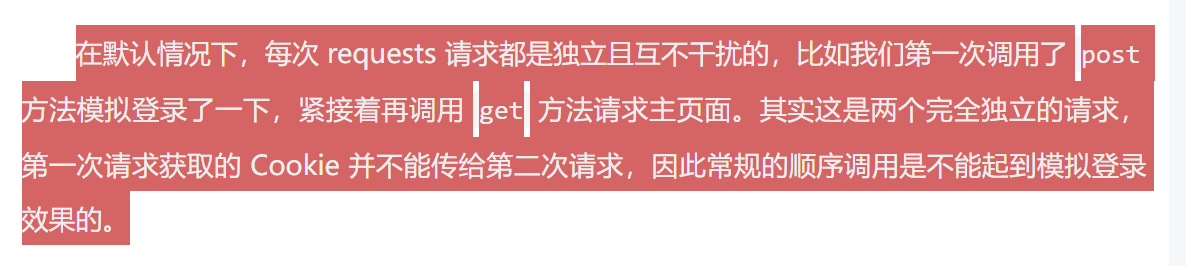 在默认情况下，每次 requests 请求都是独立且互不干扰的，比如我们第一次调用了 post
方法模拟登录了一下，紧接着再调用 get 方法请求主页面。其实这是两个完全独立的请求，
第一次请求获取的 Cookie 并不能传给第二次请求，因此常规的顺序调用是不能起到模拟登录
效果的。